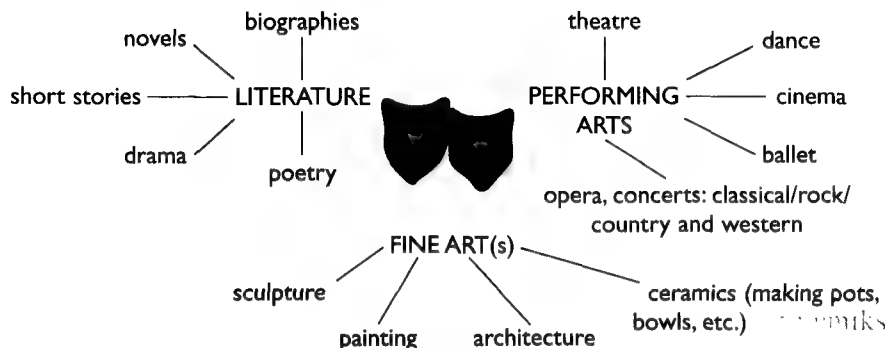 biographies
novels
short stories
LITERATURE
drama
poetry
theatre
dance
PERFORMING
ARTS
cinema
ballet
opera, concerts: classical/rock/
country and western
FINE ART(s)
sculpture
painting
architecture
ceramics (making pots,
bowls, etc.)